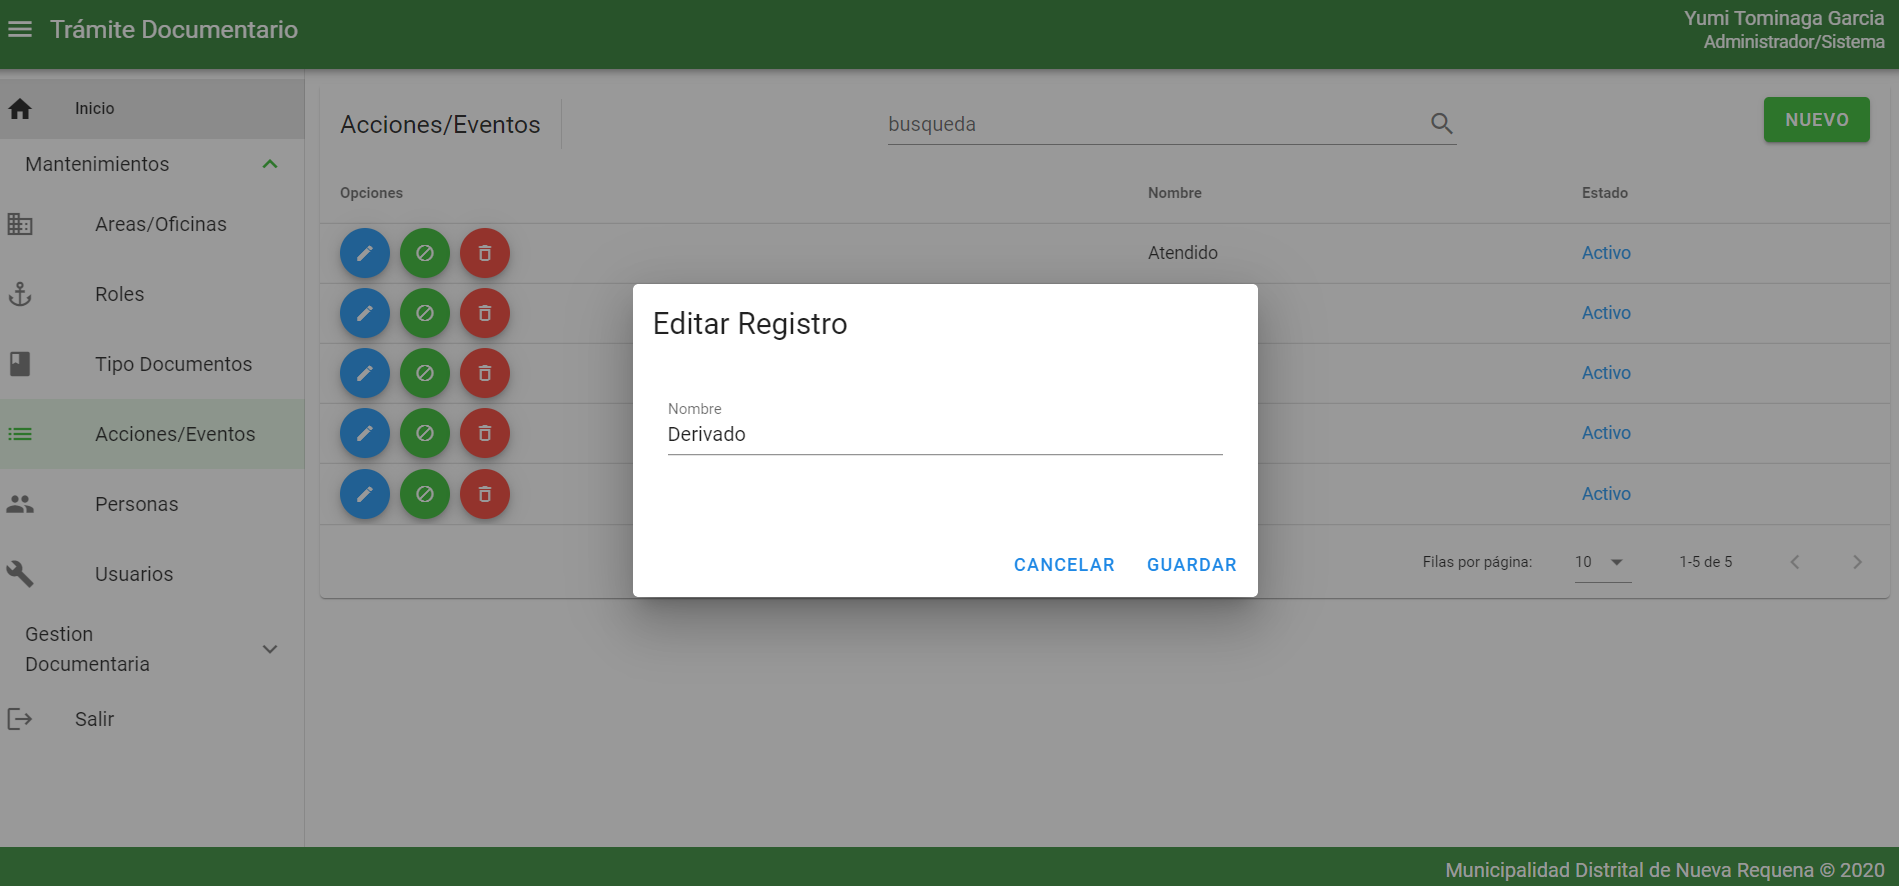 Trámite Documentario
Yumi Tominaga Garcia
Administrador/Sistema
Inicio
Mantenimientos
Areas/Oficinas
Roles
Tipo Documentos
Acciones/Eventos
Personas
Usuarios
Gestion
Documentaria
Salir
Acciones/Eventos
busqueda
NUEVO
Opciones Nombre Estado
Atendido Activo
Activo
Activo
Activo
Activo
Editar Registro
Nombre
Derivado
CANCELAR GUARDAR
Filas por página: 10 1-5 de 5
Municipalidad Distrital de Nueva Requena © 2020